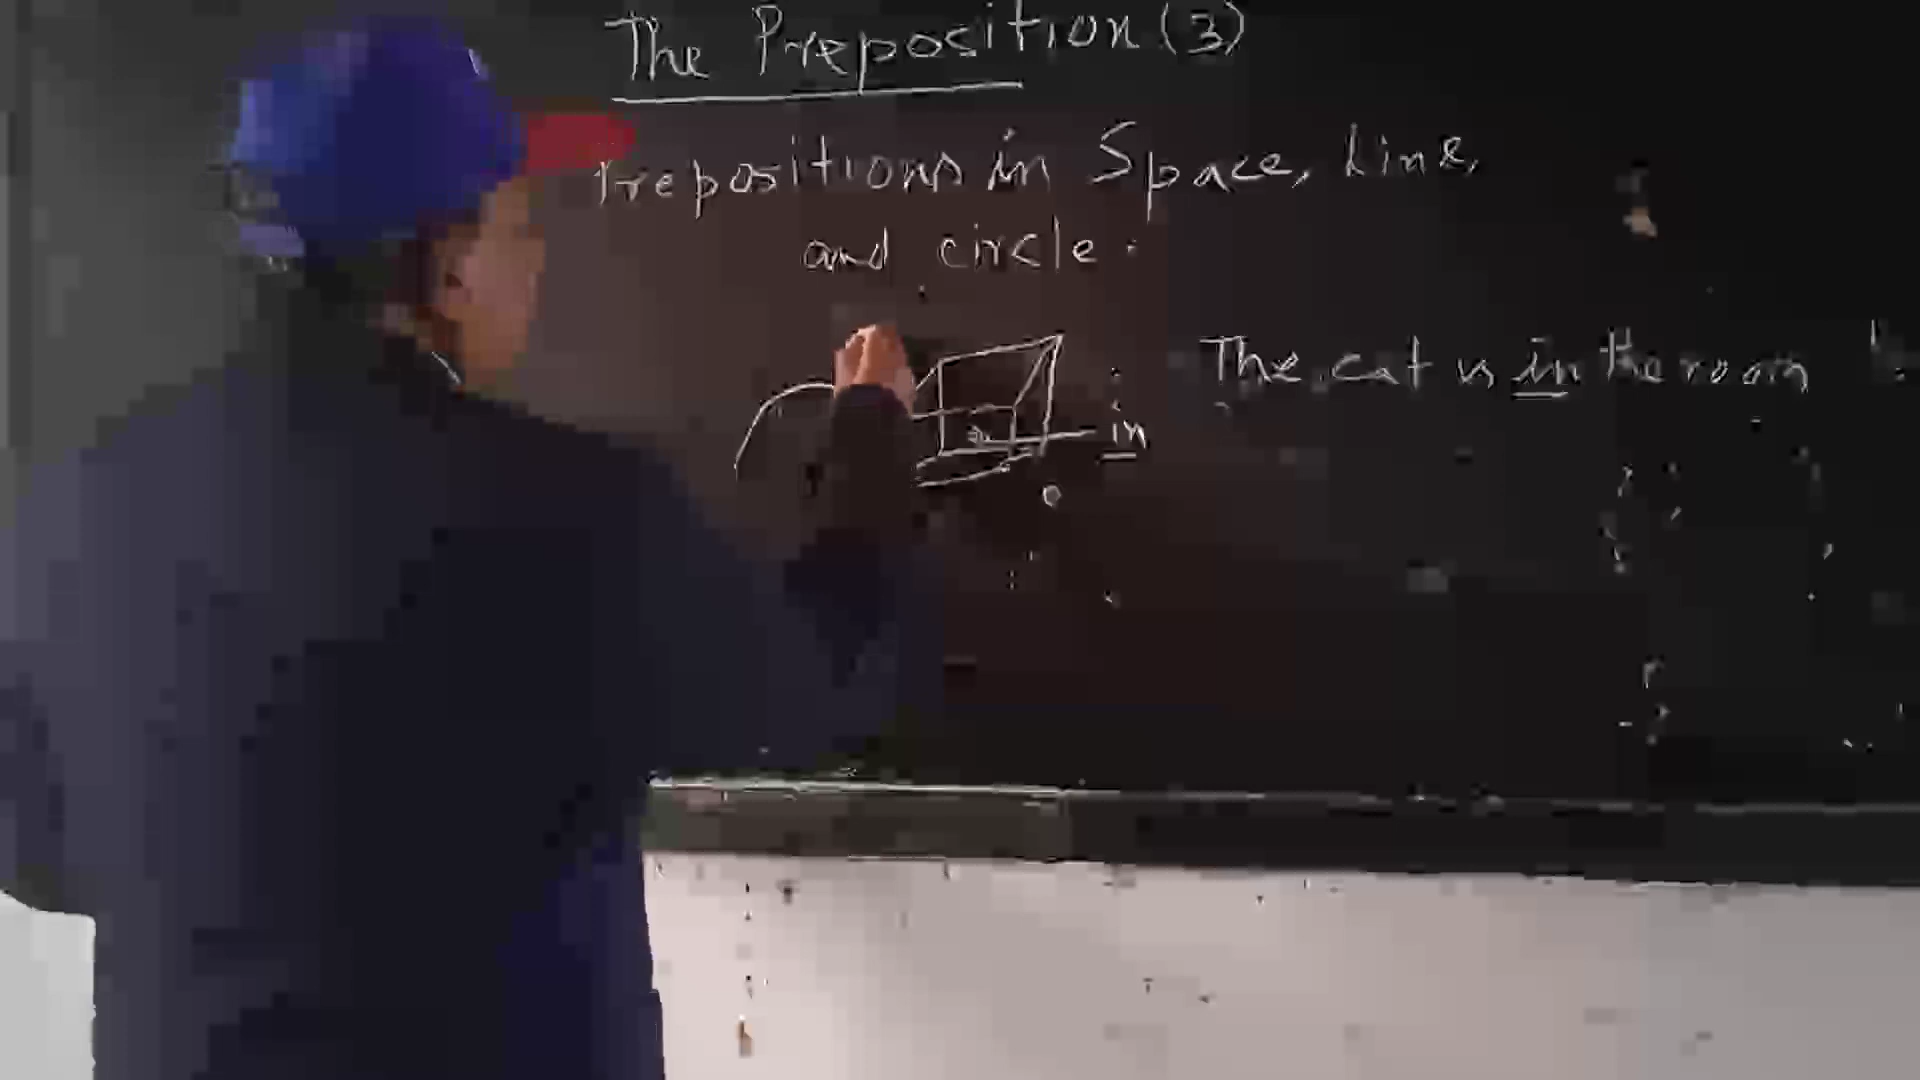 The Preposition (3)
Prepositions in Space, Line,
and circle.
The cat is in the room
in